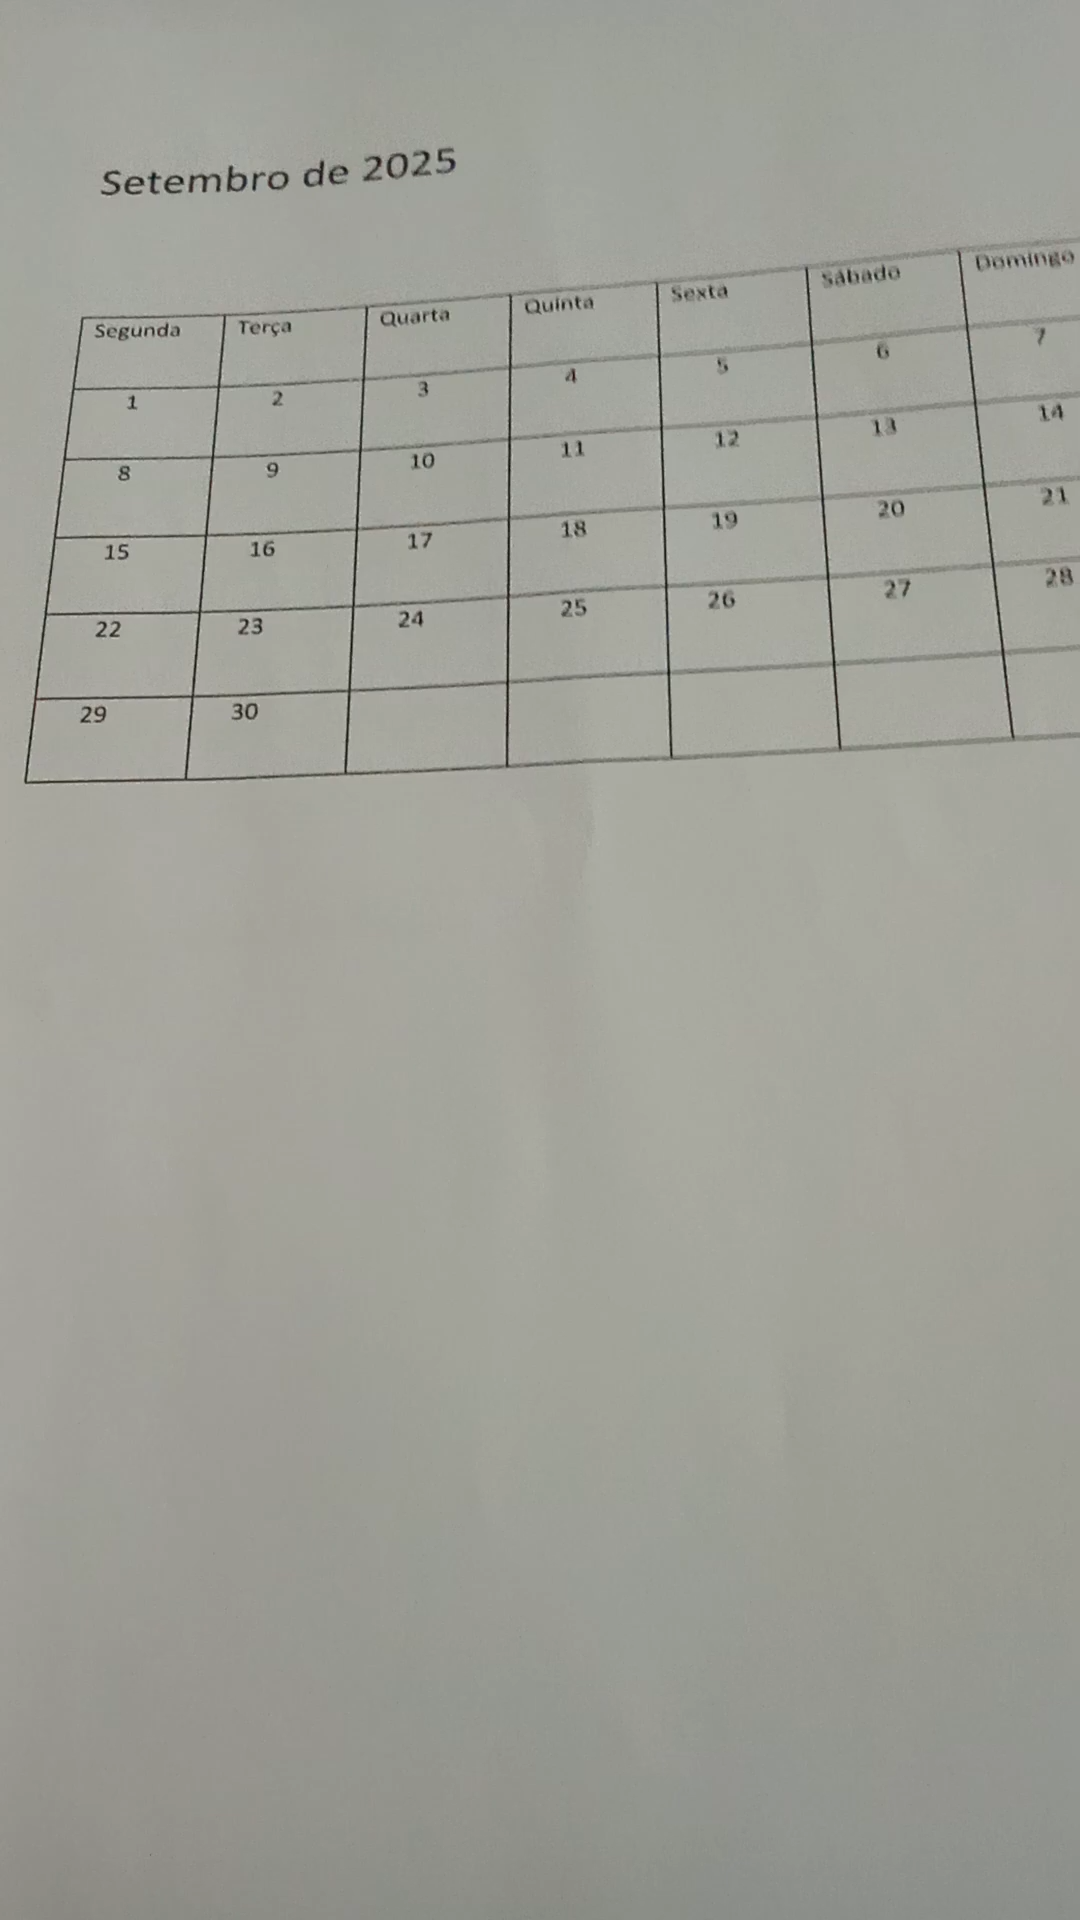 Setembro de 2025
Segunda Terça Quarta Quinta Sexta Sábado Domingo
1 2 3 4 5 6 7
8 9 10 11 12 13 14
15 16 17 18 19 20 21
22 23 24 25 26 27 28
29 30